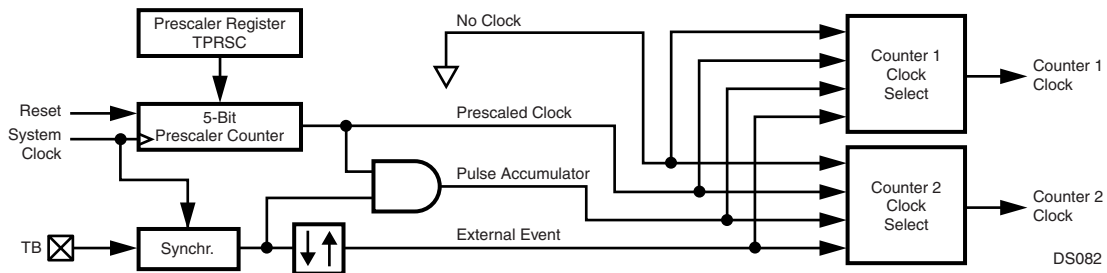 Prescaler Register
TPRSC
No Clock
Counter 1
Clock
Select
Counter 1
Clock
Reset
System
Clock
5-Bit
Prescaler Counter
Prescaled Clock
Pulse Accumulator
Counter 2
Clock
Select
Counter 2
Clock
TB
Synchr.
External Event
DS082